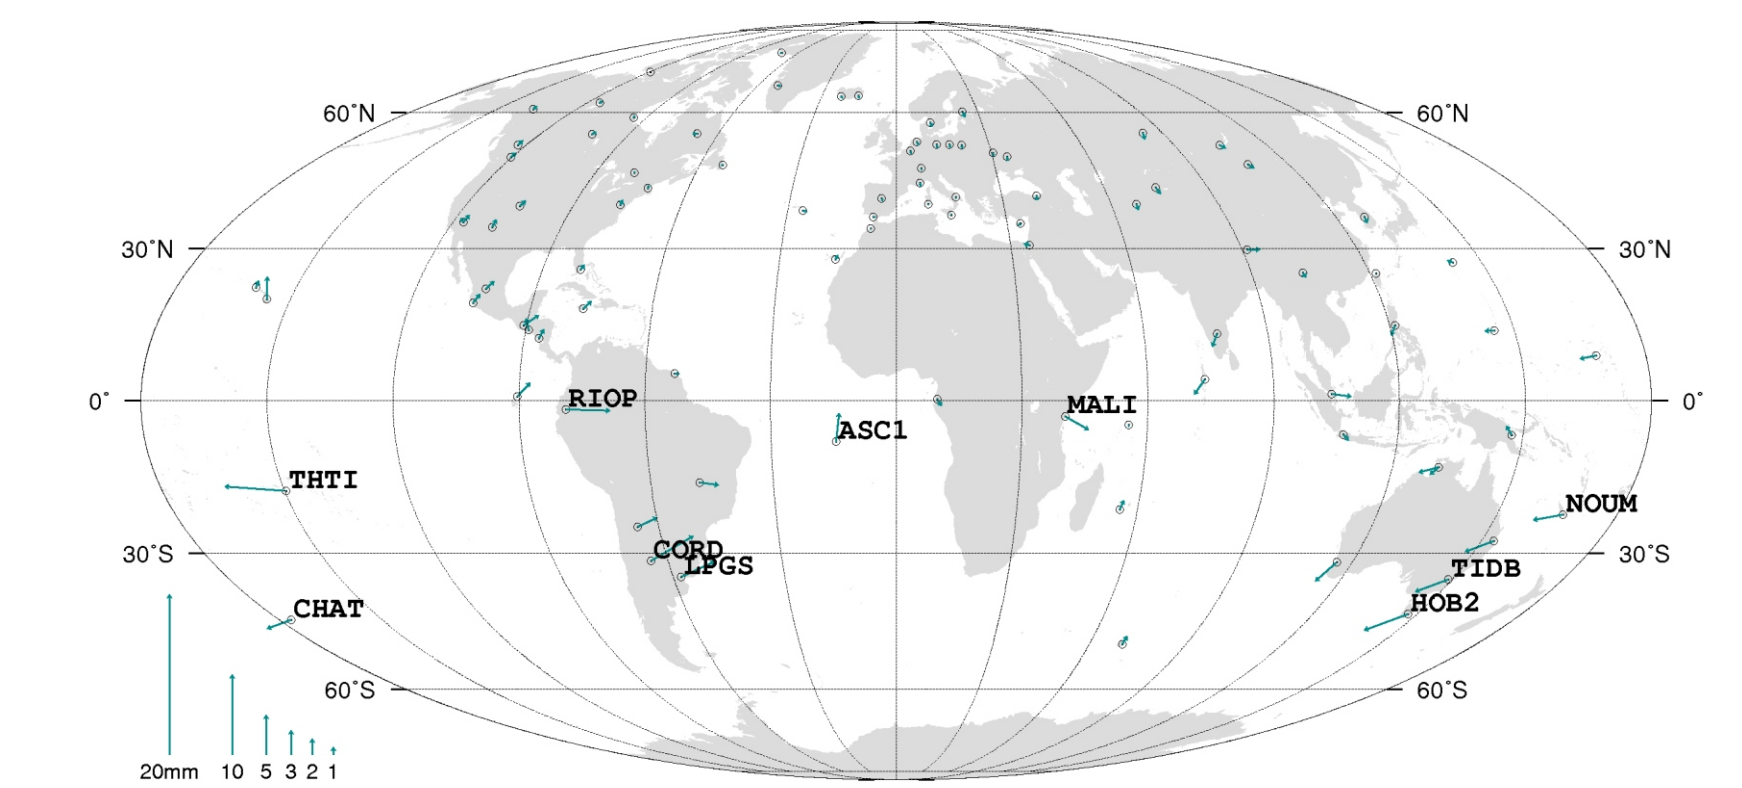 60°N 60°N
30°N 30°N
RIOP MALI
0° 0°
ASC1
THTI
NOUM
CORD
30°S 30°S
LPGS TIDB
CHAT HOB2
60°S 60°S
20mm 10 5 3 2 1